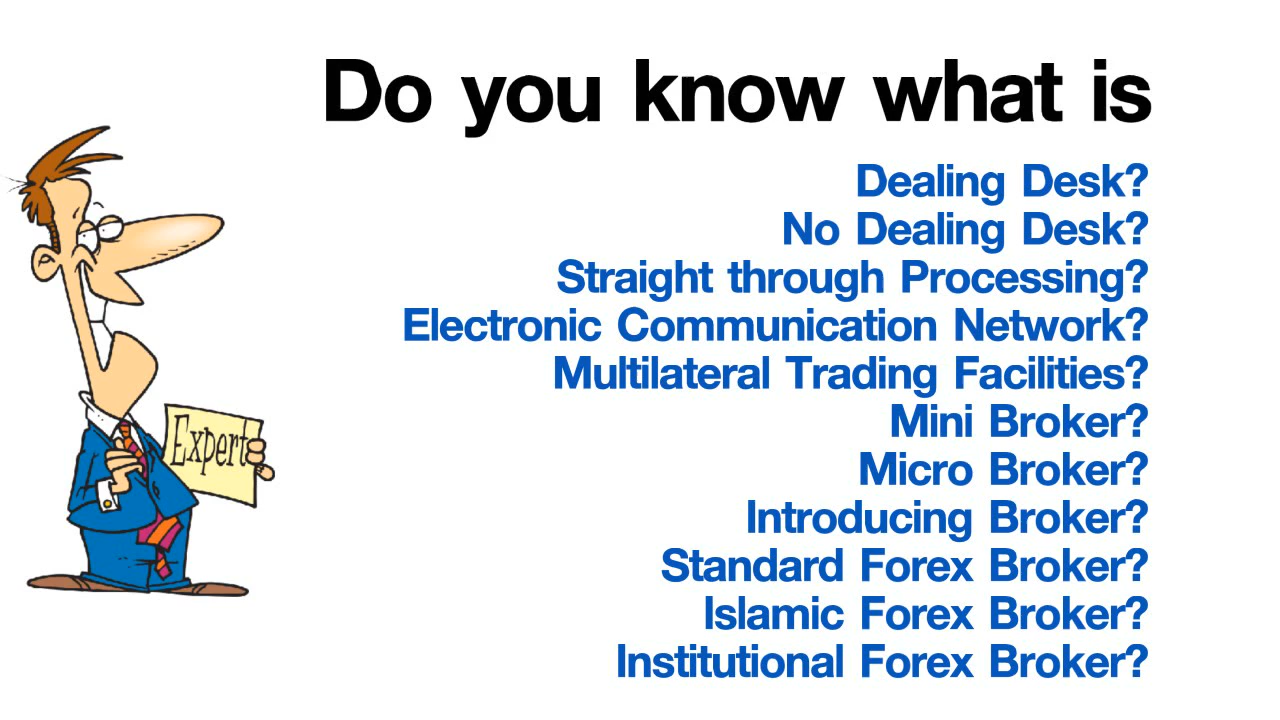 Do you know what is
Dealing Desk?
No Dealing Desk?
Straight through Processing?
Electronic Communication Network?
Multilateral Trading Facilities?
Mini Broker?
Micro Broker?
Introducing Broker?
Standard Forex Broker?
Islamic Forex Broker?
Institutional Forex Broker?
Expert